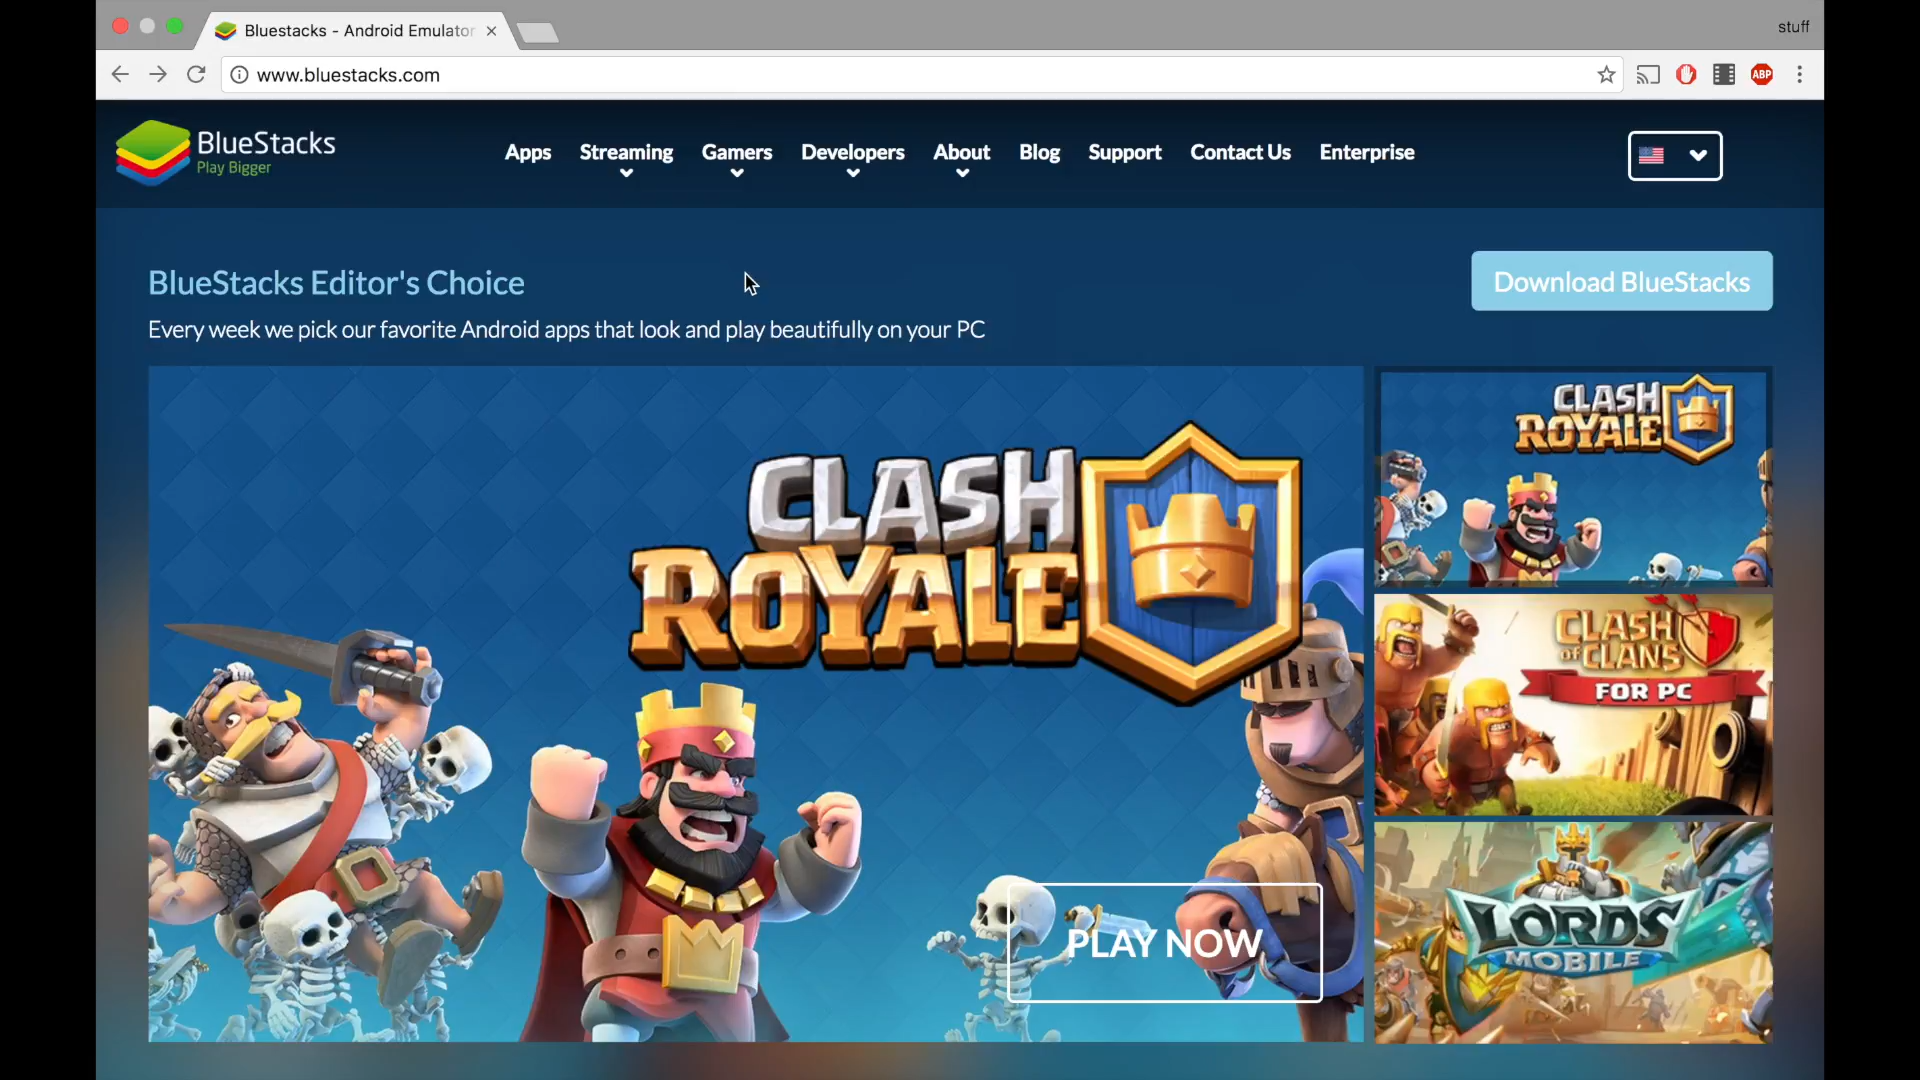 Bluestacks - Android Emulator
stuff
www.bluestacks.com
ABP
BlueStacks
Play Bigger
Apps Streaming Gamers Developers About Blog Support Contact Us Enterprise
BlueStacks Editor's Choice
Download BlueStacks
Every week we pick our favorite Android apps that look and play beautifully on your PC
CLASH
ROYALE
PLAY NOW
CLASH
ROYALE
CLASH
OF CLANS
FOR PC
LORDS
MOBILE